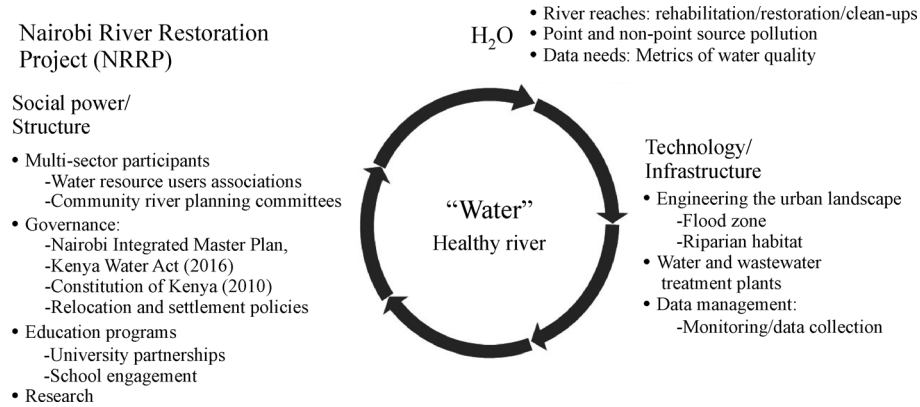 Nairobi River Restoration
Project (NRRP)
H₂O
• River reaches: rehabilitation/restoration/clean-ups
• Point and non-point source pollution
• Data needs: Metrics of water quality
Social power/
Structure
• Multi-sector participants
-Water resource users associations
-Community river planning committees
• Governance:
-Nairobi Integrated Master Plan,
-Kenya Water Act (2016)
-Constitution of Kenya (2010)
-Relocation and settlement policies
• Education programs
-University partnerships
-School engagement
• Research
“Water”
Healthy river
Technology/
Infrastructure
• Engineering the urban landscape
-Flood zone
-Riparian habitat
• Water and wastewater
treatment plants
• Data management:
-Monitoring/data collection